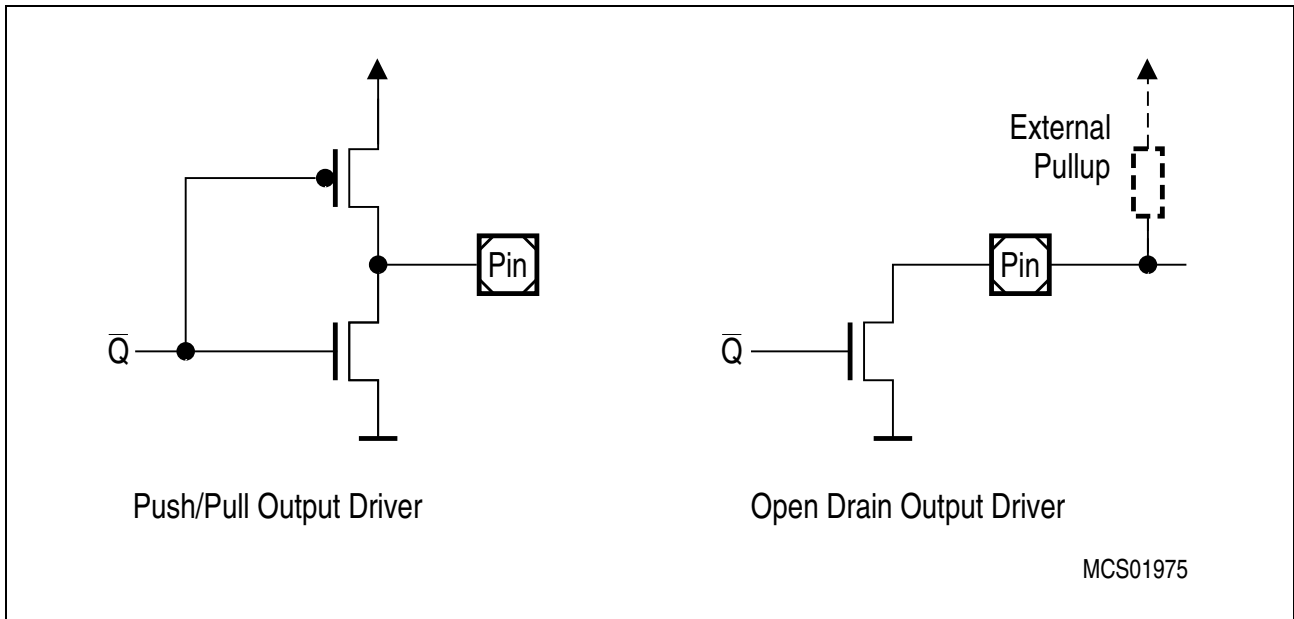 External
Pullup
Pin
Pin
Q̅
Q̅
Push/Pull Output Driver
Open Drain Output Driver
MCS01975